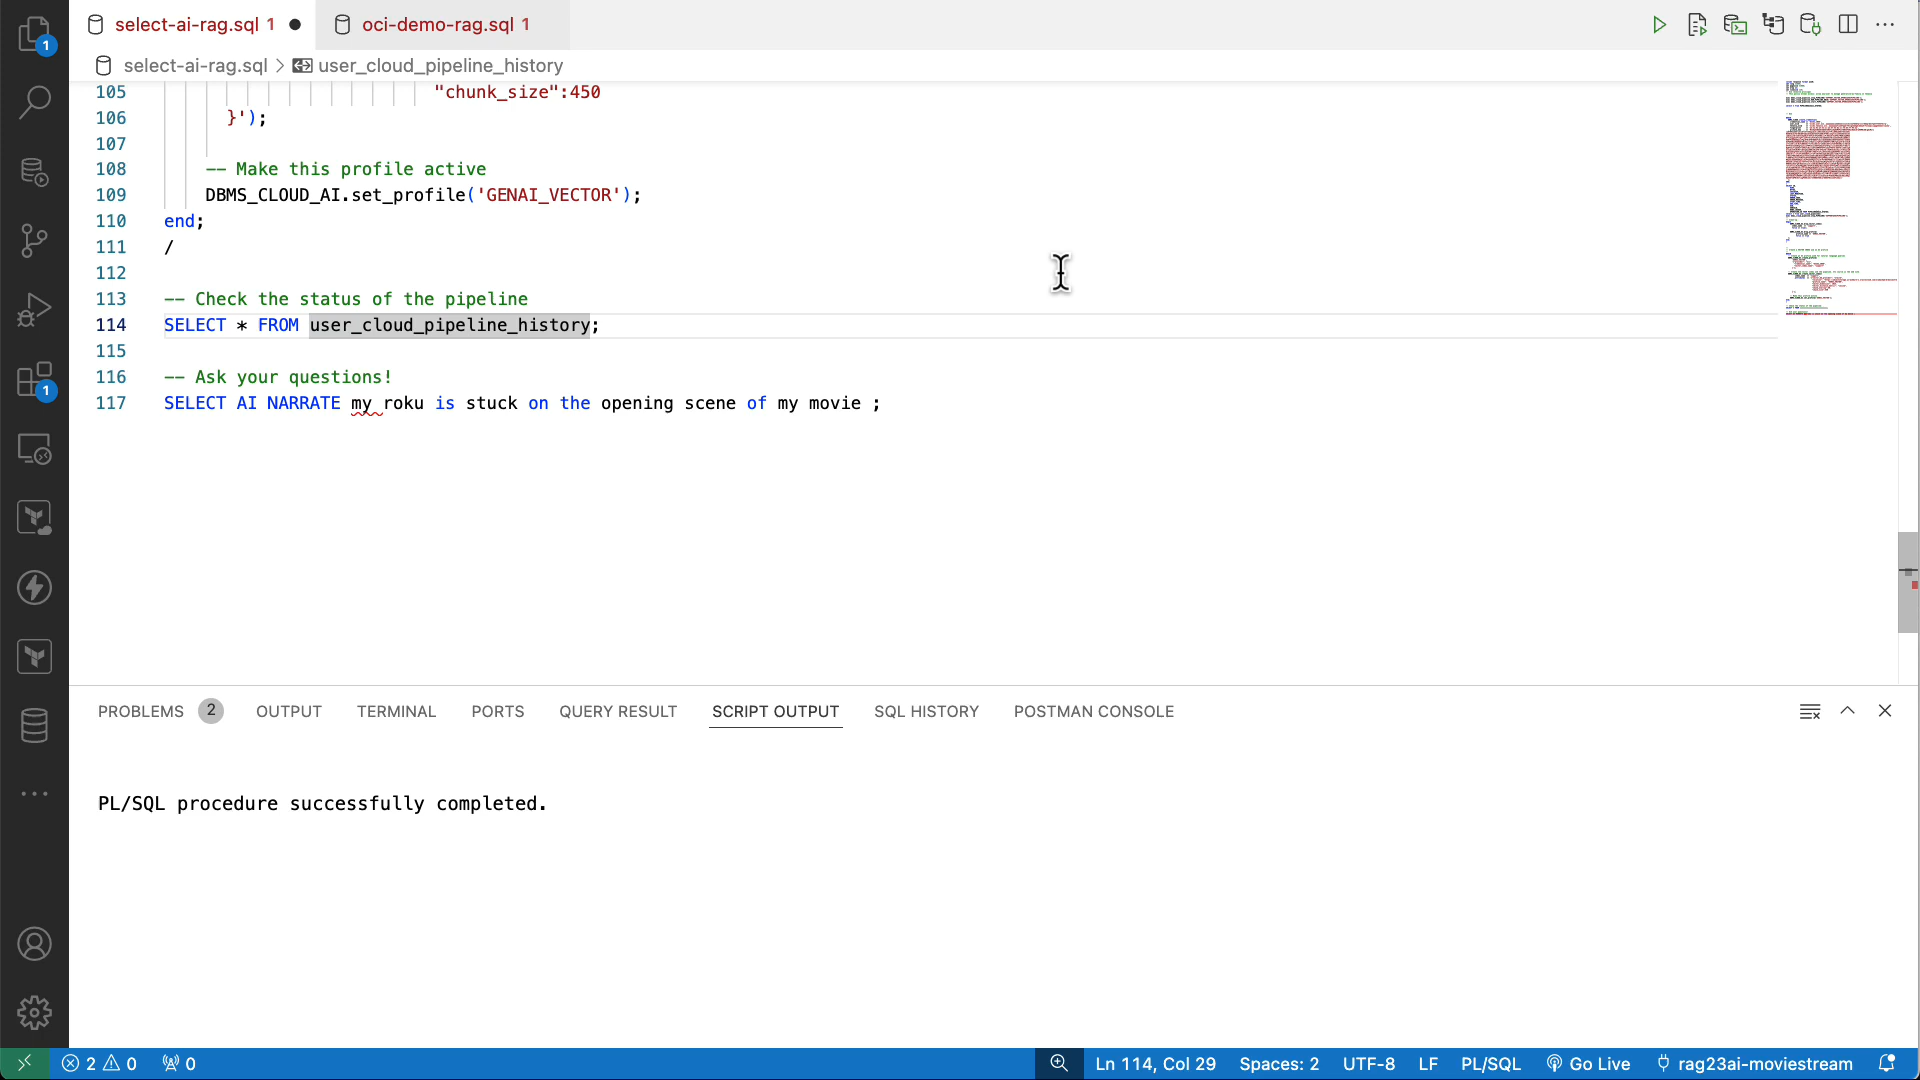 select-ai-rag.sql 1
oci-demo-rag.sql 1
select-ai-rag.sql > user_cloud_pipeline_history
105 "chunk_size":450
106 }');
107
108 -- Make this profile active
109 DBMS_CLOUD_AI.set_profile('GENAI_VECTOR');
110 end;
111 /
112
113 -- Check the status of the pipeline
114 SELECT * FROM user_cloud_pipeline_history;
115
116 -- Ask your questions!
117 SELECT AI NARRATE my roku is stuck on the opening scene of my movie ;
1
1
PROBLEMS 2 OUTPUT TERMINAL PORTS QUERY RESULT SCRIPT OUTPUT SQL HISTORY POSTMAN CONSOLE
PL/SQL procedure successfully completed.
2 0 0 Ln 114, Col 29 Spaces: 2 UTF-8 LF PL/SQL Go Live rag23ai-moviestream